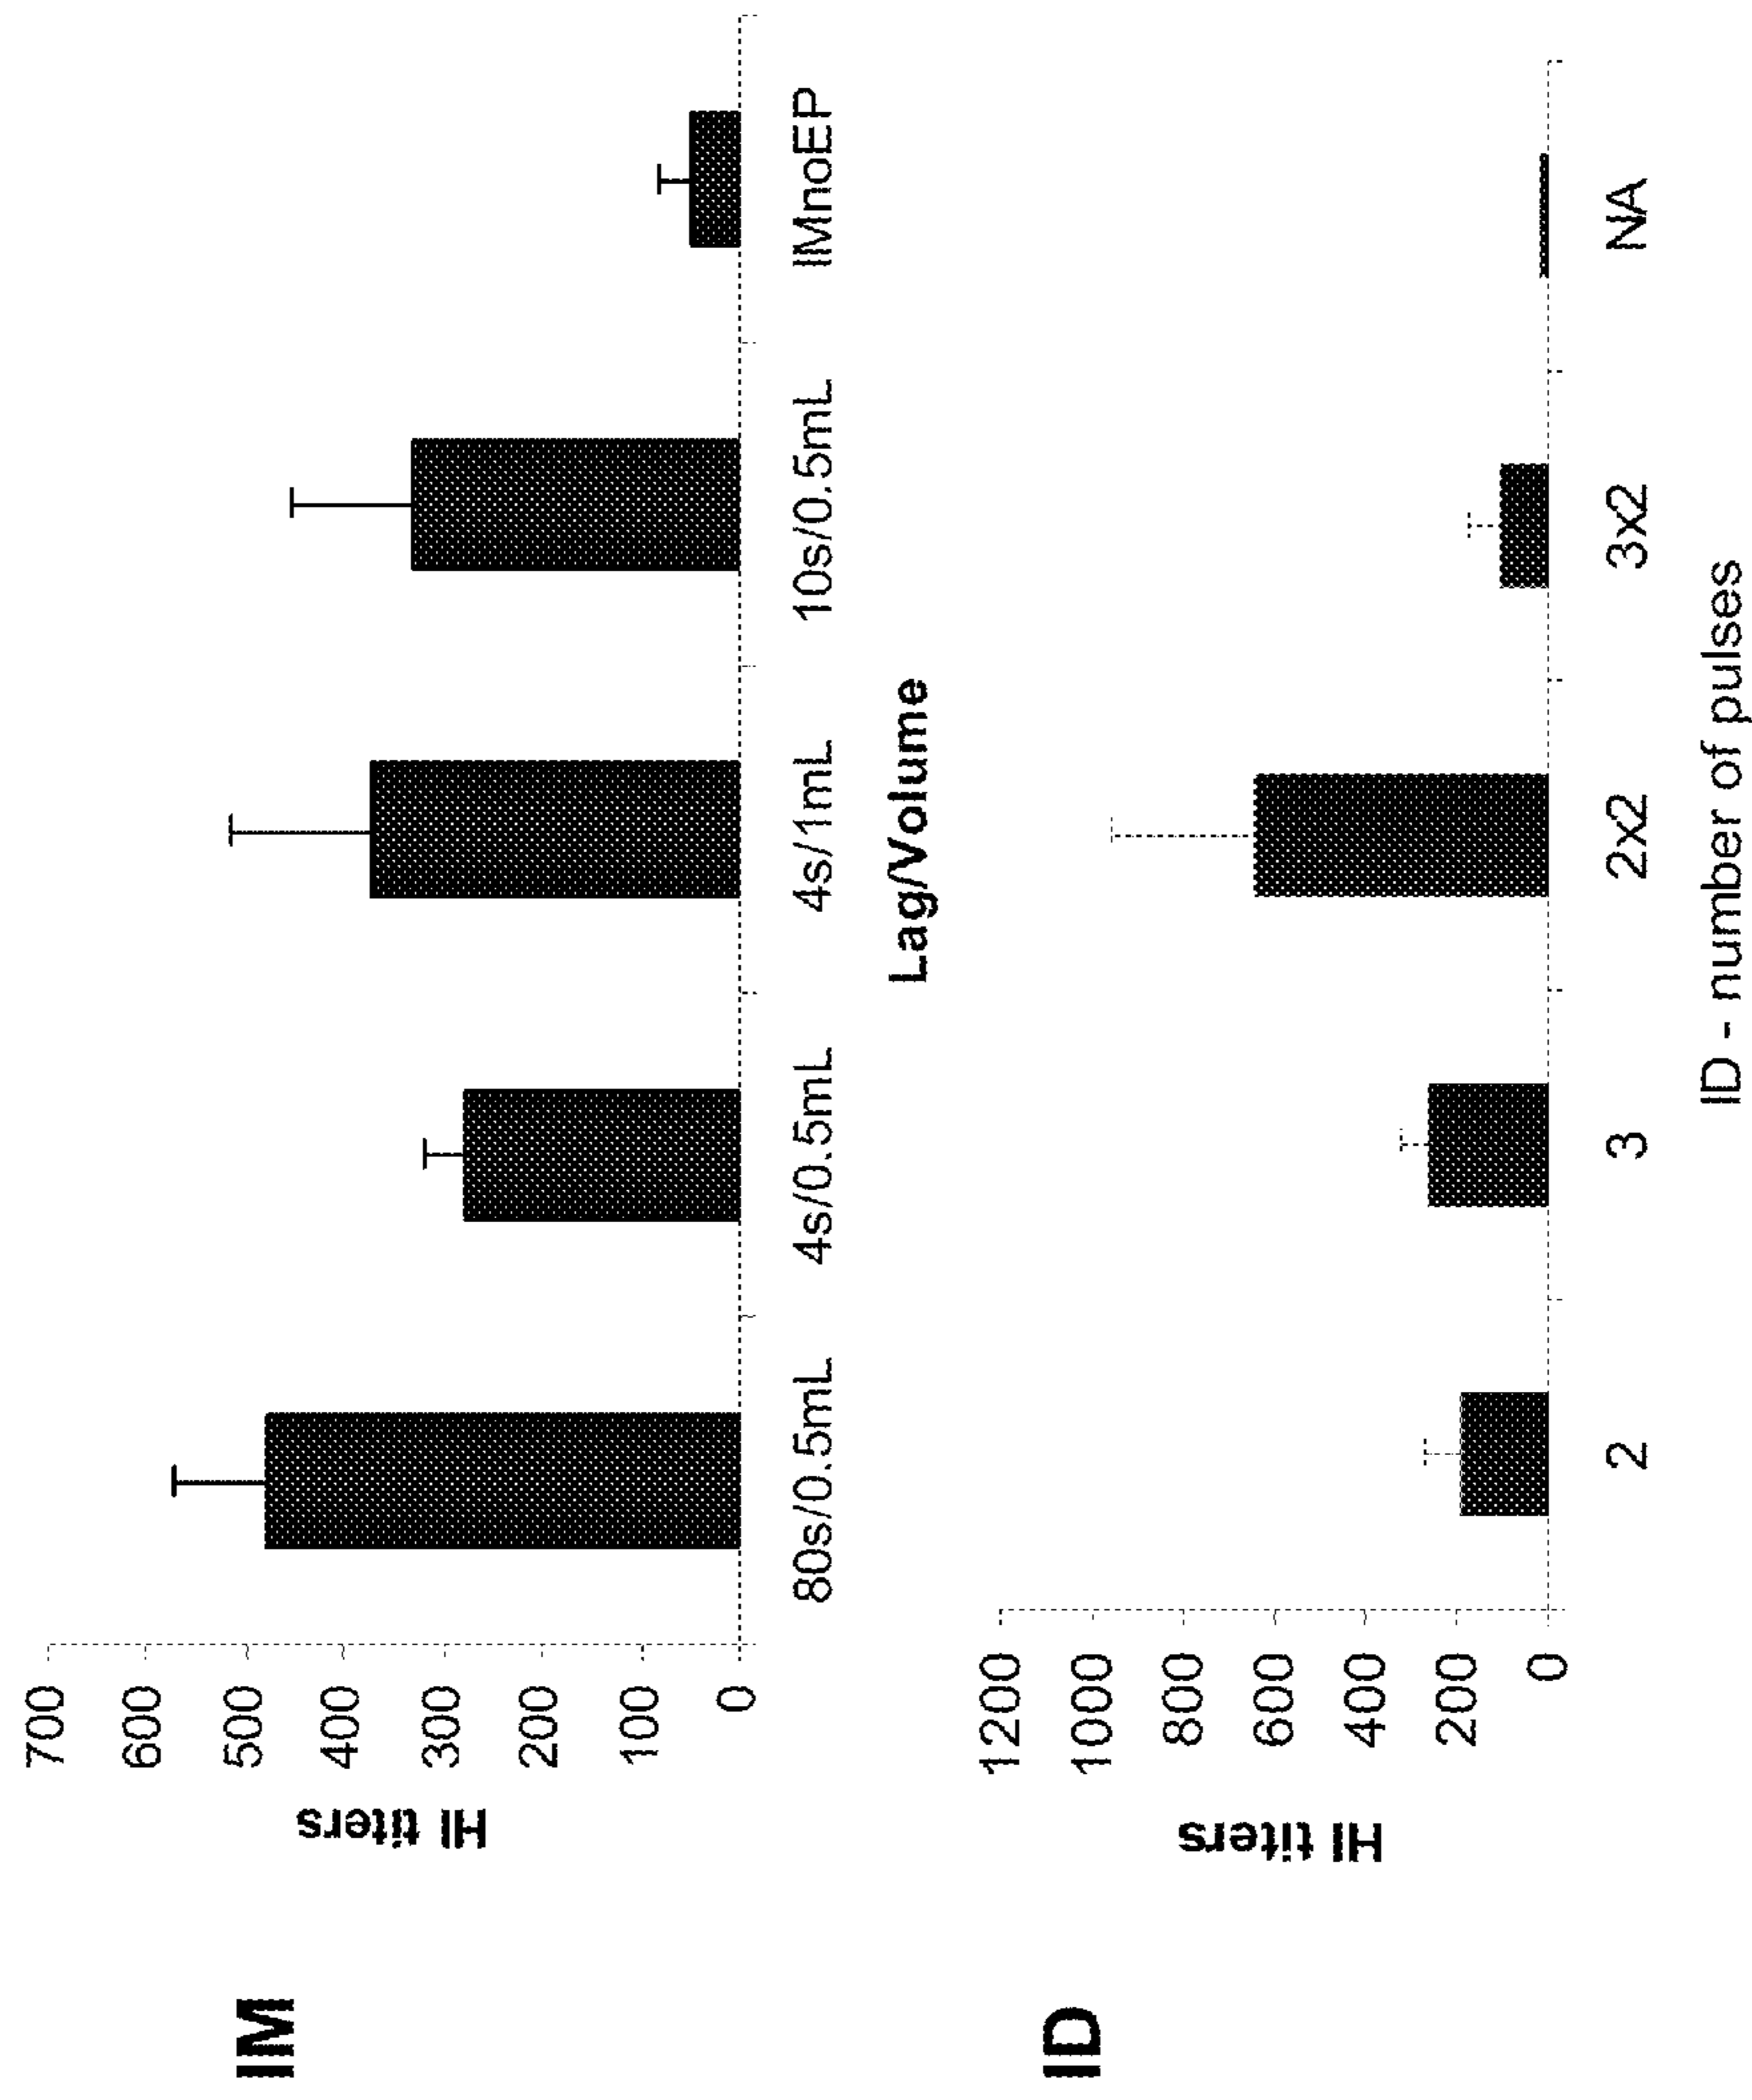 IM
HI titers
700
600
500
400
300
200
100
0
80s/0.5mL 4s/0.5mL 4s/1mL 10s/0.5mL IMnoEP
Lag/Volume
ID
HI titers
1200
1000
800
600
400
200
0
2 3 2x2 3x2 NA
ID - number of pulses